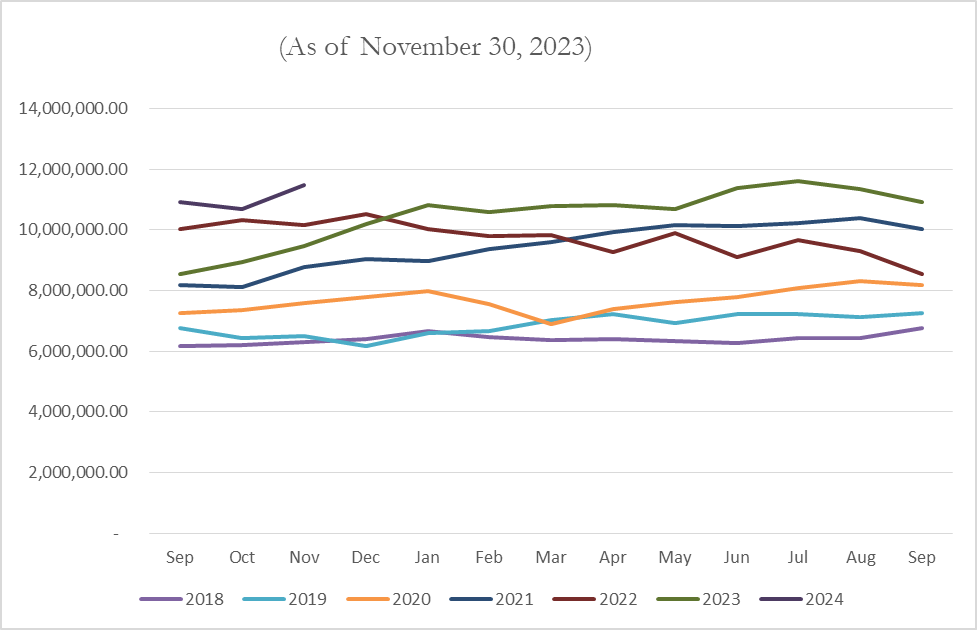 (As of November 30, 2023)
14,000,000.00
12,000,000.00
10,000,000.00
8,000,000.00
6,000,000.00
4,000,000.00
2,000,000.00
-
Sep Oct Nov Dec Jan Feb Mar Apr May Jun Jul Aug Sep
2018 2019 2020 2021 2022 2023 2024